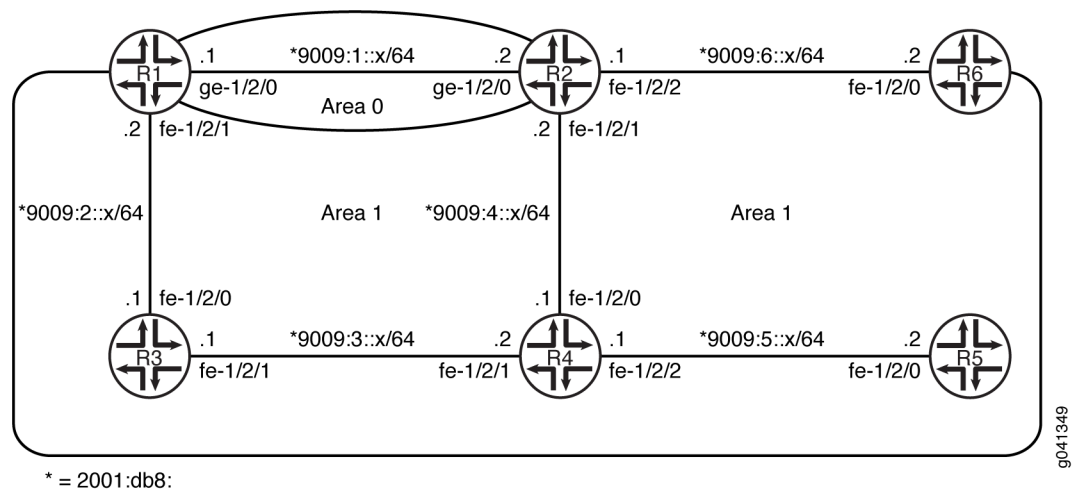 .1 *9009:1::x/64 .2 .1 *9009:6::x/64 .2
R1 R2 R6
ge-1/2/0 ge-1/2/0 fe-1/2/2 fe-1/2/0
Area 0
.2 fe-1/2/1 .2 fe-1/2/1
*9009:2::x/64 Area 1 *9009:4::x/64 Area 1
.1 fe-1/2/0 .1 fe-1/2/0
.1 *9009:3::x/64 .2 .1 *9009:5::x/64 .2
R3 R4 R5
fe-1/2/1 fe-1/2/1 fe-1/2/2 fe-1/2/0
* = 2001:db8:
g041349